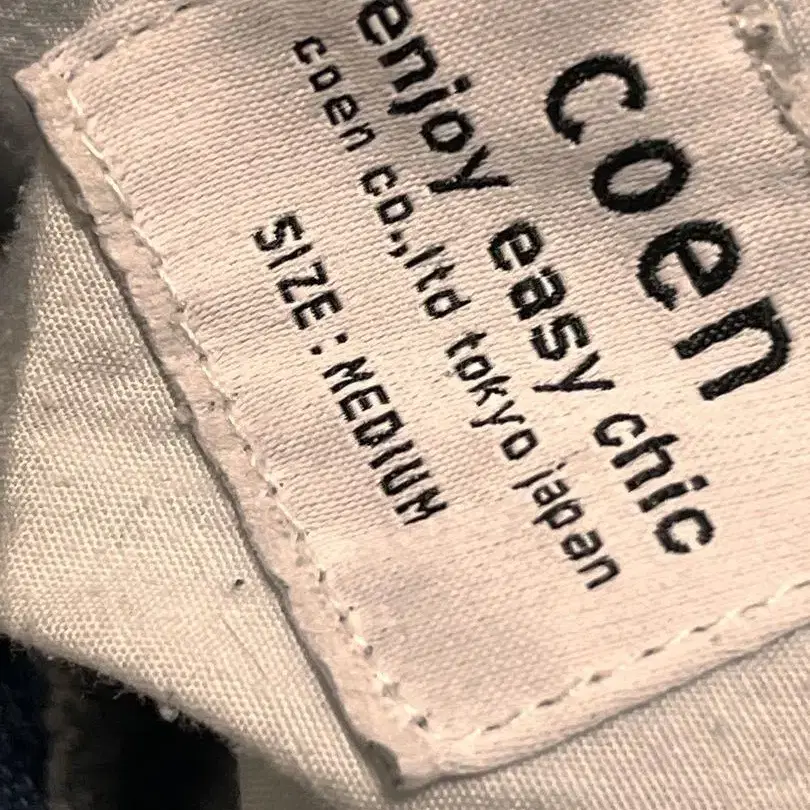 coen
enjoy easy chic
coen co.,ltd tokyo japan
SIZE:MEDIUM